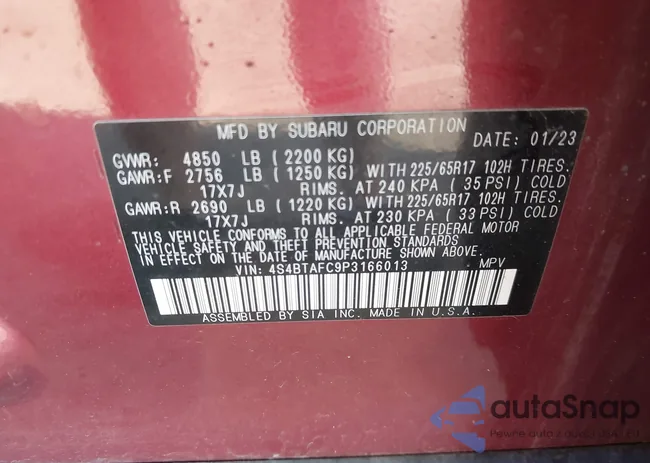 MFD BY SUBARU CORPORATION DATE: 01/23
GVWR: 4850 LB (2200 KG)
GAWR:F 2756 LB (1250 KG) WITH 225/65R17 102H TIRES.
17X7J RIMS. AT 240 KPA ( 35 PSI) COLD
GAWR:R 2690 LB (1220 KG) WITH 225/65R17 102H TIRES.
17X7J RIMS. AT 230 KPA ( 33 PSI) COLD
THIS VEHICLE CONFORMS TO ALL APPLICABLE FEDERAL MOTOR
VEHICLE SAFETY AND THEFT PREVENTION STANDARDS
IN EFFECT ON THE DATE OF MANUFACTURE SHOWN ABOVE.
VIN: 4S4BTAFC9P3166013 MPV
ASSEMBLED BY SIA INC. MADE IN U.S.A.
autoSnap
Pewne auto z